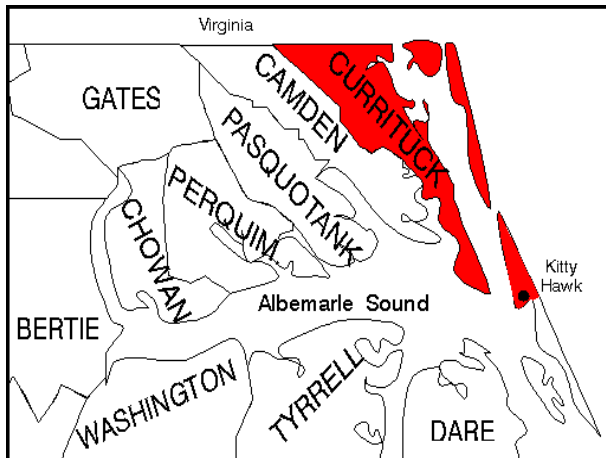 Virginia
GATES
CAMDEN
CURRITUCK
PASQUOTANK
PERQUIM.
CHOWAN
Kitty
Hawk
Albemarle Sound
BERTIE
WASHINGTON
TYRRELL
DARE